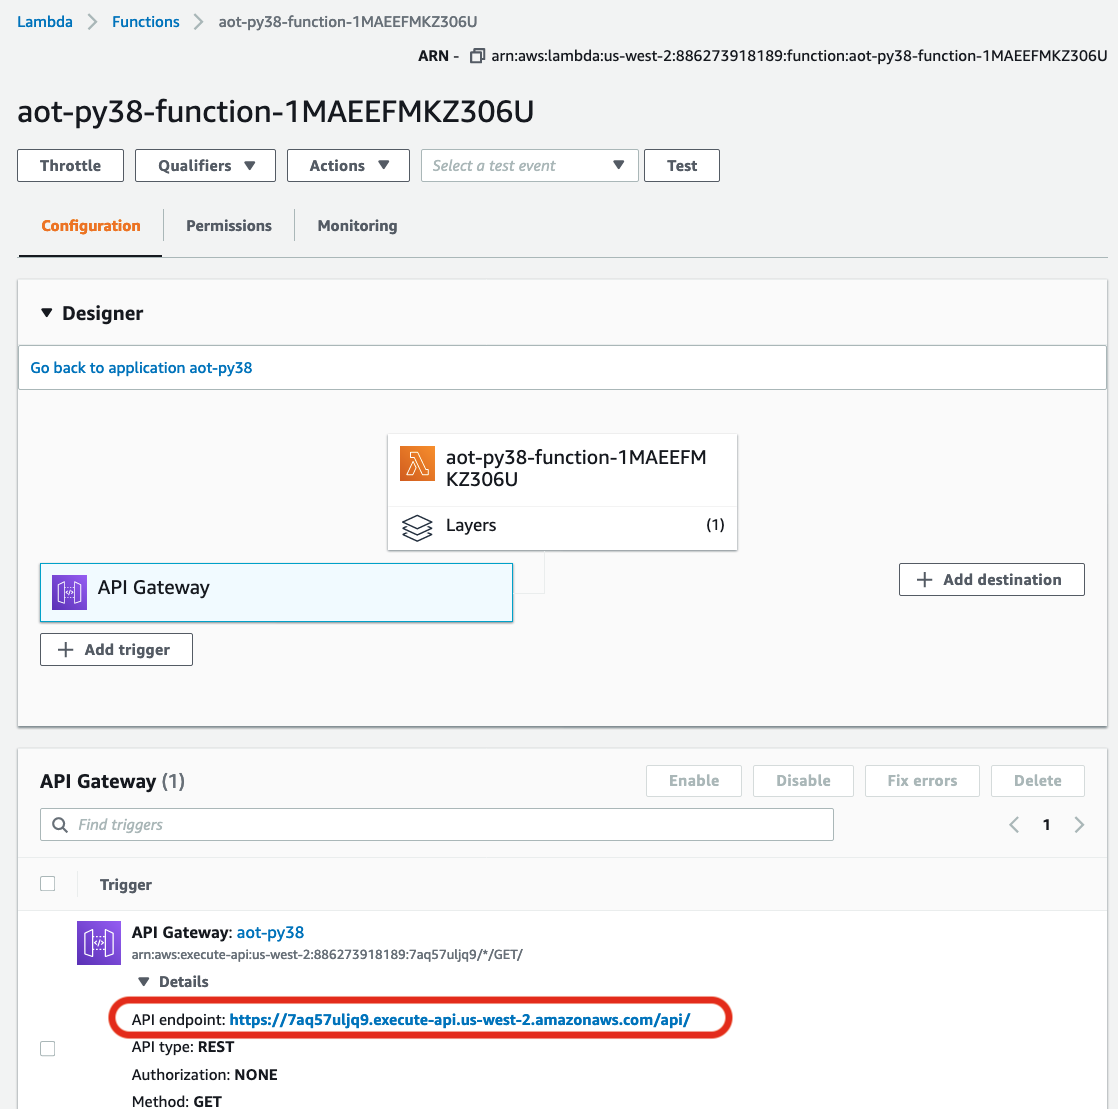 Lambda > Functions > aot-py38-function-1MAEEFMKZ306U
ARN - arn:aws:lambda:us-west-2:886273918189:function:aot-py38-function-1MAEEFMKZ306U
aot-py38-function-1MAEEFMKZ306U
Throttle Qualifiers Actions Select a test event Test
Configuration Permissions Monitoring
Designer
Go back to application aot-py38
aot-py38-function-1MAEEFM
KZ306U
Layers (1)
API Gateway
Add destination
Add trigger
API Gateway (1) Enable Disable Fix errors Delete
Find triggers 1
Trigger
API Gateway: aot-py38
arn:aws:execute-api:us-west-2:886273918189:7aq57uljq9/*/GET/
Details
API endpoint: https://7aq57uljq9.execute-api.us-west-2.amazonaws.com/api/
API type: REST
Authorization: NONE
Method: GET